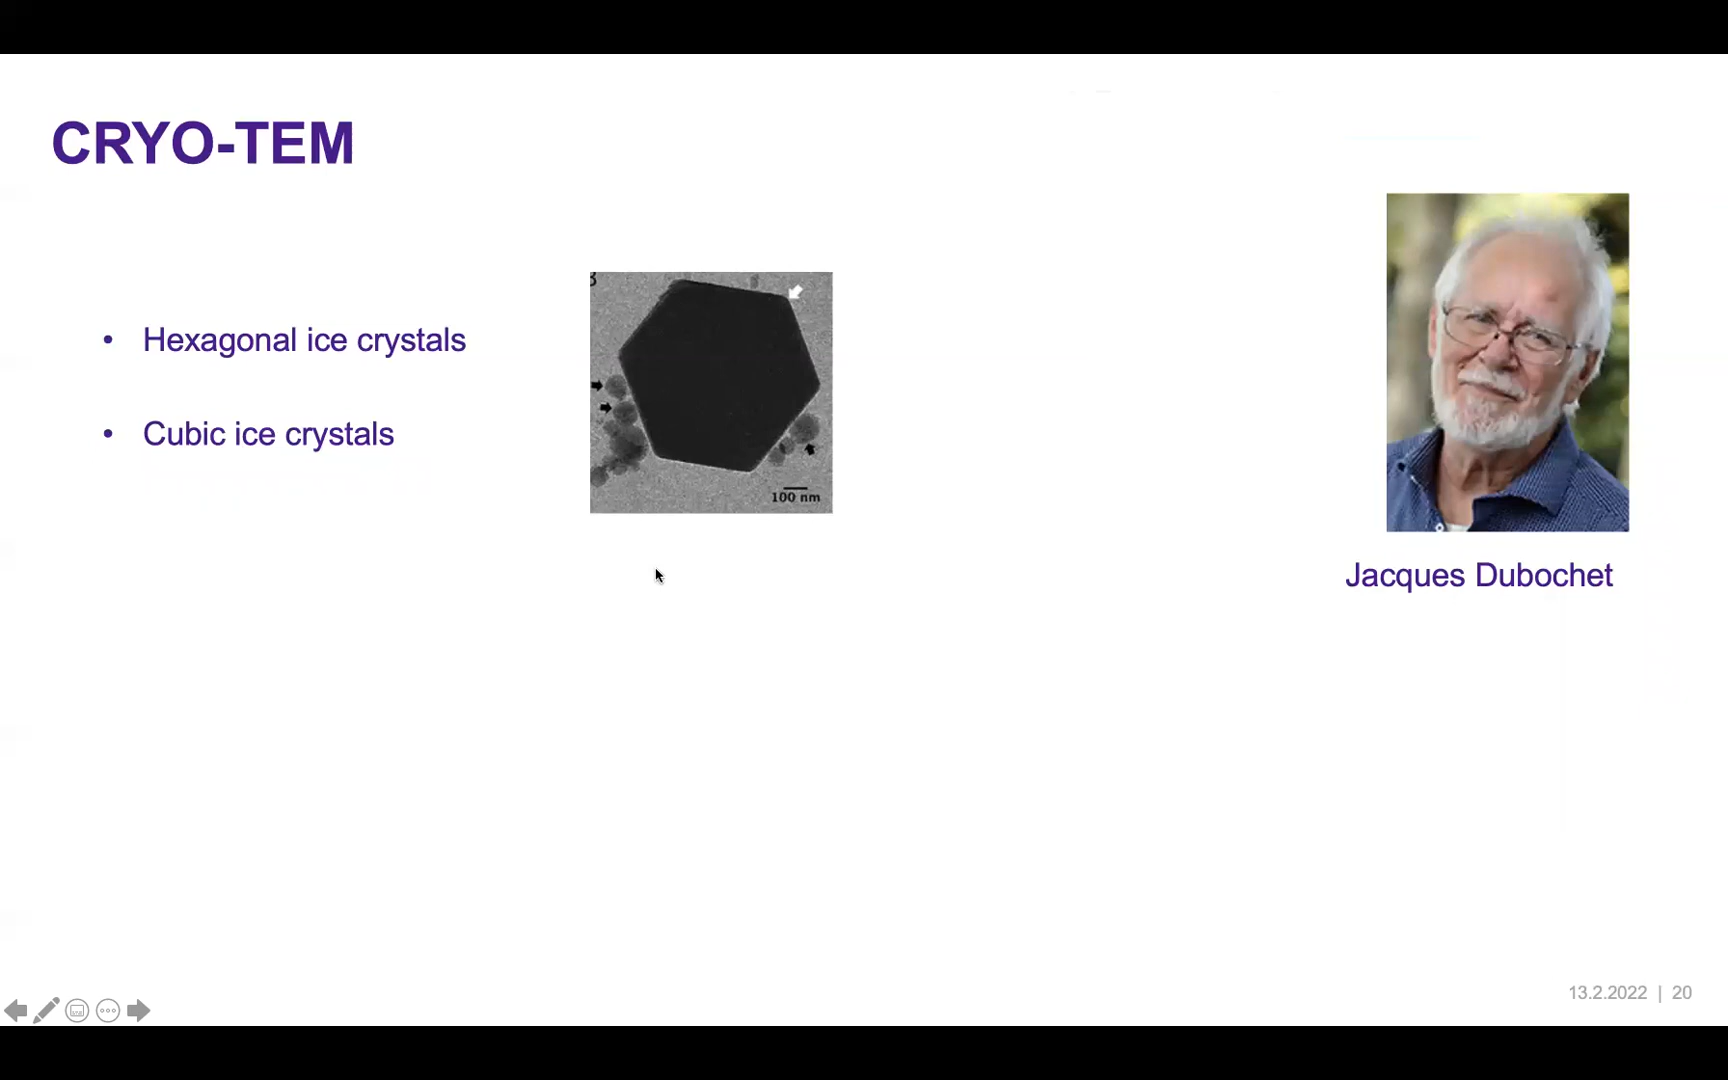 CRYO-TEM
• Hexagonal ice crystals
• Cubic ice crystals
100 nm
Jacques Dubochet
13.2.2022 | 20